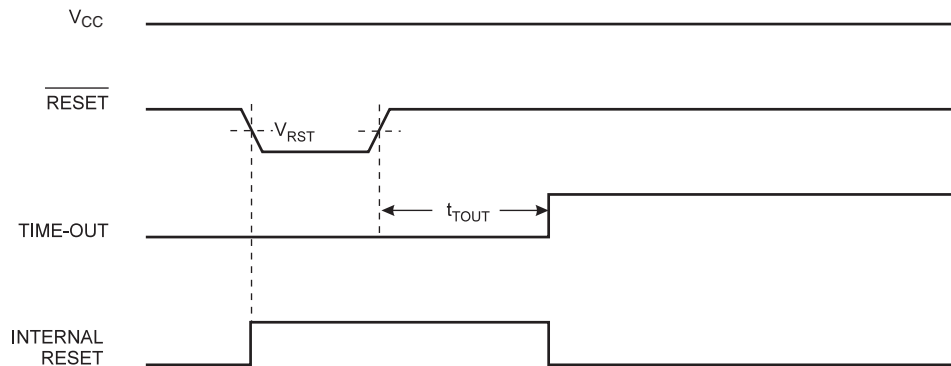 VCC
RESET
VRST
tTOUT
TIME-OUT
INTERNAL
RESET